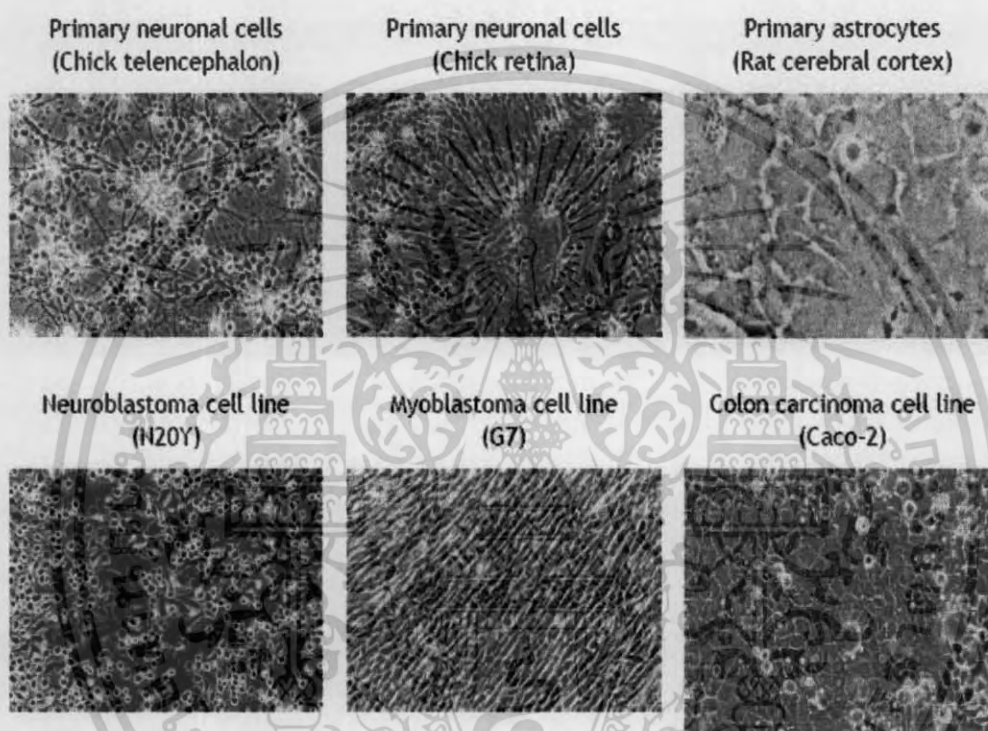 Primary neuronal cells
(Chick telencephalon)
Primary neuronal cells
(Chick retina)
Primary astrocytes
(Rat cerebral cortex)
Neuroblastoma cell line
(N20Y)
Myoblastoma cell line
(G7)
Colon carcinoma cell line
(Caco-2)